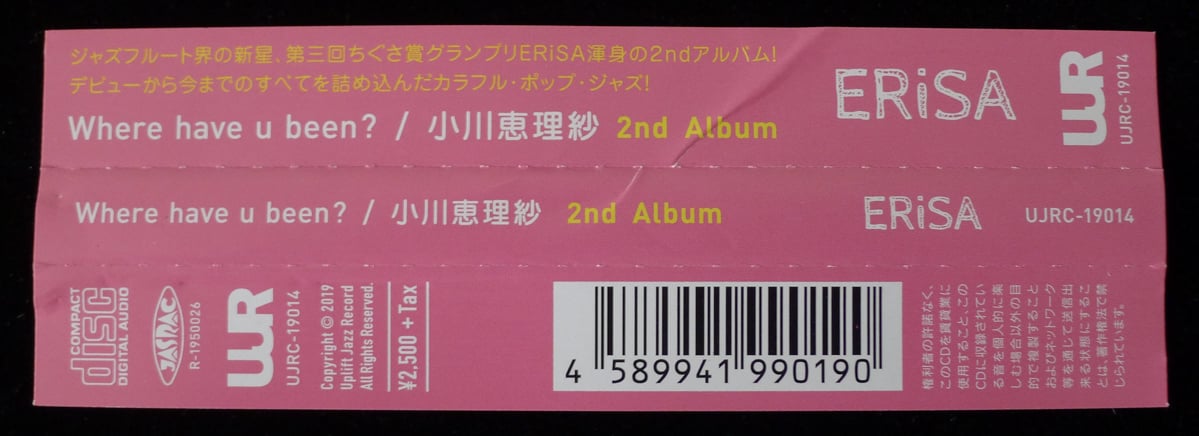 ジャズフルート界の新星、第三回ちぐさ賞グランプリERiSA渾身の2ndアルバム！
デビューから今までのすべてを詰め込んだカラフル・ポップ・ジャズ！
Where have u been? / 小川恵理紗 2nd Album
ERiSA
UJR
UJRC-19014
Where have u been? / 小川恵理紗 2nd Album
ERiSA
UJRC-19014
COMPACT
disc
DIGITAL AUDIO
JASRAC
R-1950026
UJR
UJRC-19014
Copyright © 2019
Uplift Jazz Record
All Rights Reserved.
¥2,500 + Tax
4 589941 990190
権利者の許諾なく、
このCDを賃貸業に
使用すること、この
CDに収録されてい
る音を個人的に楽
しむ場合以外の目
的で複製すること
およびネットワーク
等を通じて送信出
来る状態にするこ
とは、著作権法で禁
じられています。